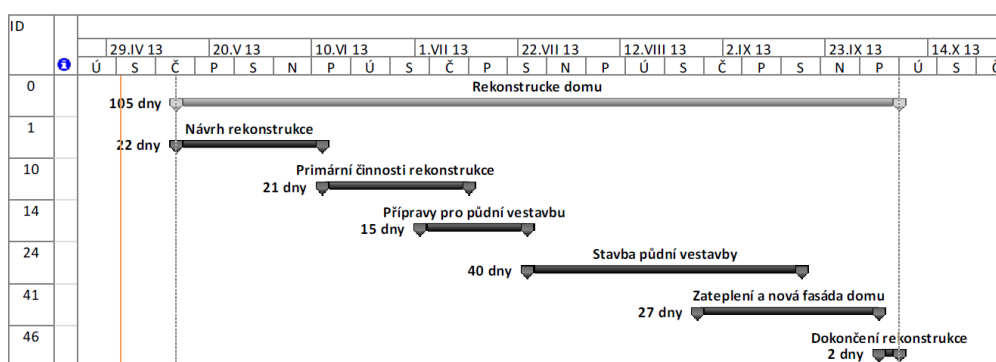 ID
29.IV 13 20.V 13 10.VI 13 1.VII 13 22.VII 13 12.VIII 13 2.IX 13 23.IX 13 14.X 13
Ú S Č P S N P Ú S Č P S N P Ú S Č P S N P Ú S Č
0 Rekonstrucke domu
105 dny
1 Návrh rekonstrukce
22 dny
10 Primární činnosti rekonstrukce
21 dny
14 Přípravy pro půdní vestavbu
15 dny
24 Stavba půdní vestavby
40 dny
41 Zateplení a nová fasáda domu
27 dny
46 Dokončení rekonstrukce
2 dny